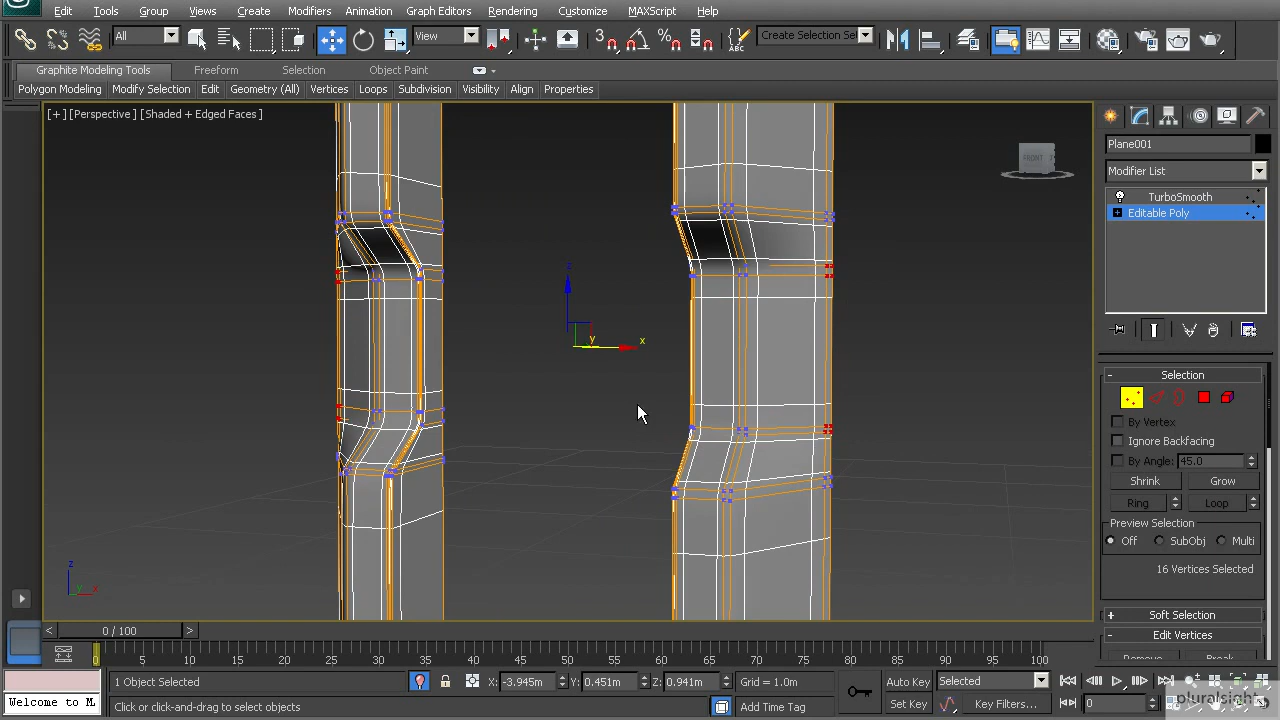 Edit Tools Group Views Create Modifiers Animation Graph Editors Rendering Customize MAXScript Help
All View 3 % ABC Create Selection Se
Graphite Modeling Tools Freeform Selection Object Paint
Polygon Modeling Modify Selection Edit Geometry (All) Vertices Loops Subdivision Visibility Align Properties
[+] [Perspective] [Shaded + Edged Faces]
FRONT
Plane001
Modifier List
TurboSmooth
Editable Poly
z
x
y
Selection
By Vertex
Ignore Backfacing
By Angle: 45.0
Shrink Grow
Ring Loop
Preview Selection
Off SubObj Multi
16 Vertices Selected
Soft Selection
Edit Vertices
Remove Break
z
y x
< 0 / 100 >
0 5 10 15 20 25 30 35 40 45 50 55 60 65 70 75 80 85 90 95 100
1 Object Selected X: -3.945m Y: 0.451m Z: 0.941m Grid = 1.0m Auto Key Selected
Welcome to M Click or click-and-drag to select objects Add Time Tag Set Key Key Filters... 0
pluralsight